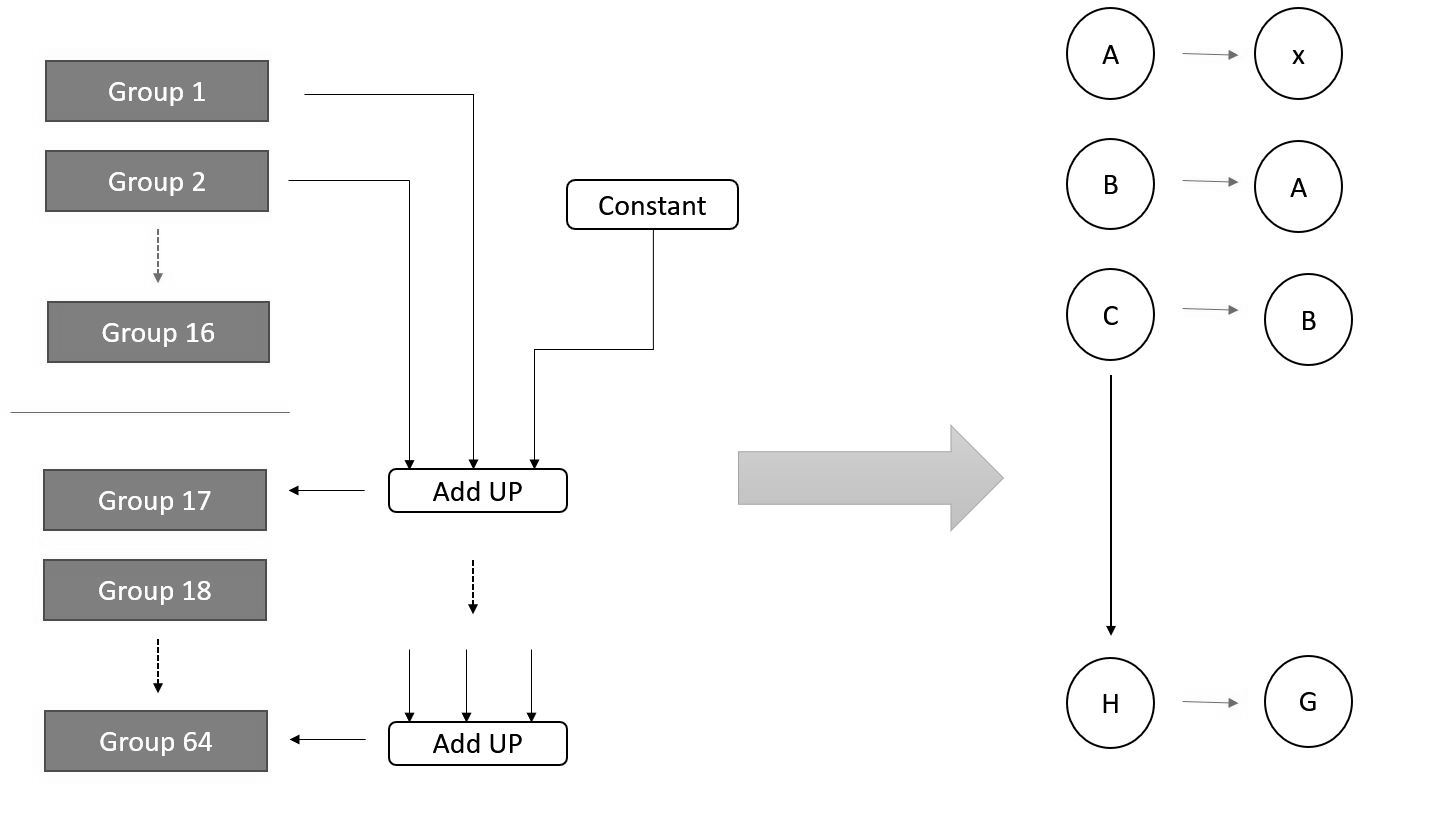 Group 1
Group 2
Group 16
Constant
Group 17
Add UP
Group 18
Group 64
Add UP
A
x
B
A
C
B
H
G